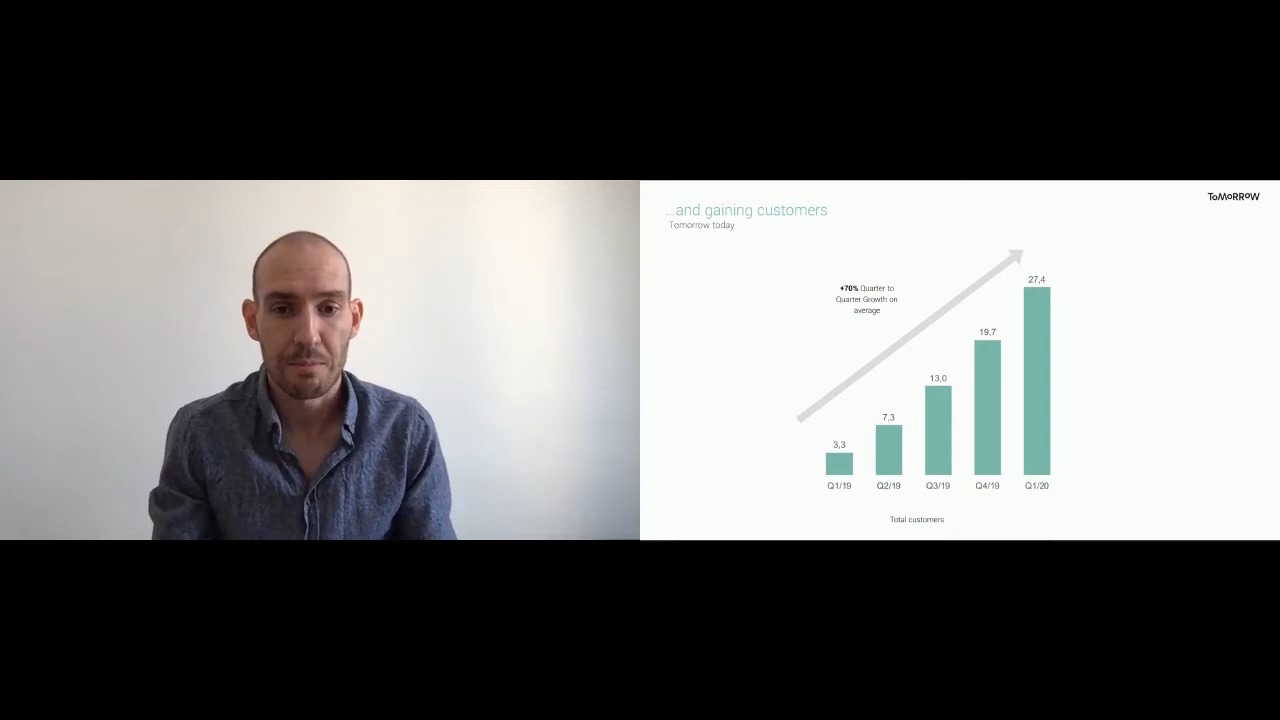 ToMoRRoW
...and gaining customers
Tomorrow today
+70% Quarter to
Quarter Growth on
average
27,4
19,7
13,0
7,3
3,3
Q1/19 Q2/19 Q3/19 Q4/19 Q1/20
Total customers